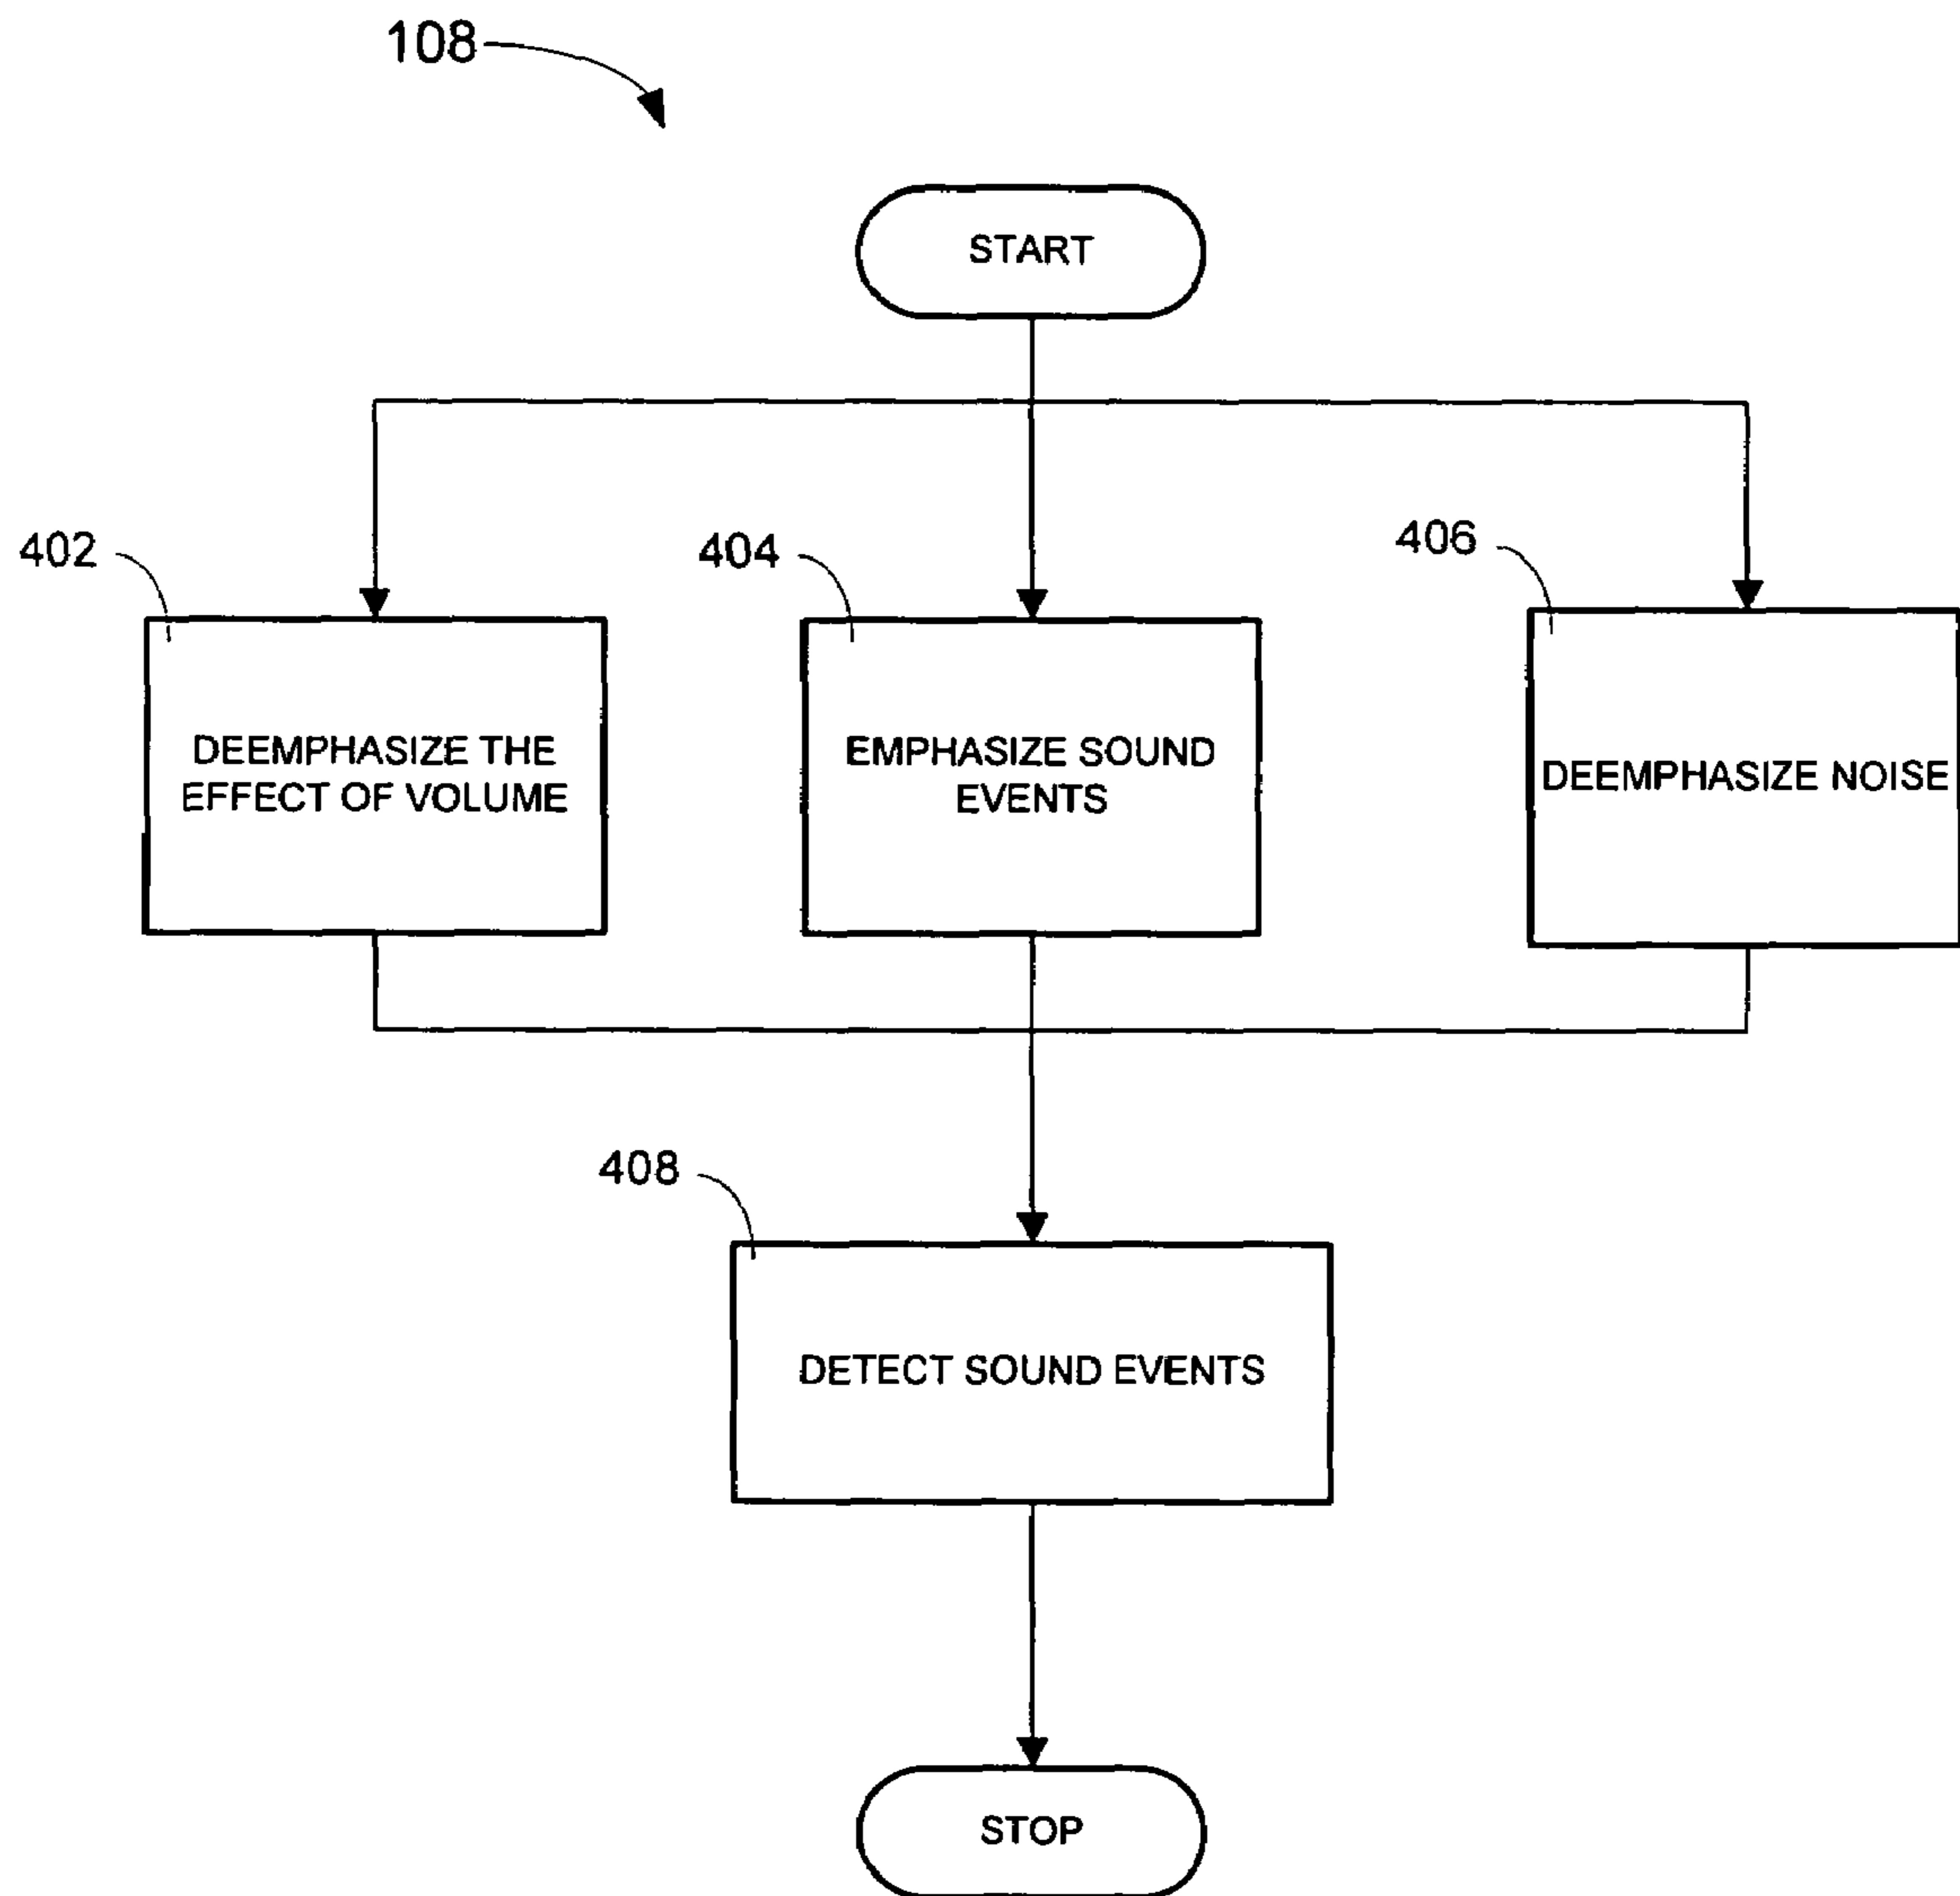 108
START
402
404
406
DEEMPHASIZE THE
EFFECT OF VOLUME
EMPHASIZE SOUND
EVENTS
DEEMPHASIZE NOISE
408
DETECT SOUND EVENTS
STOP